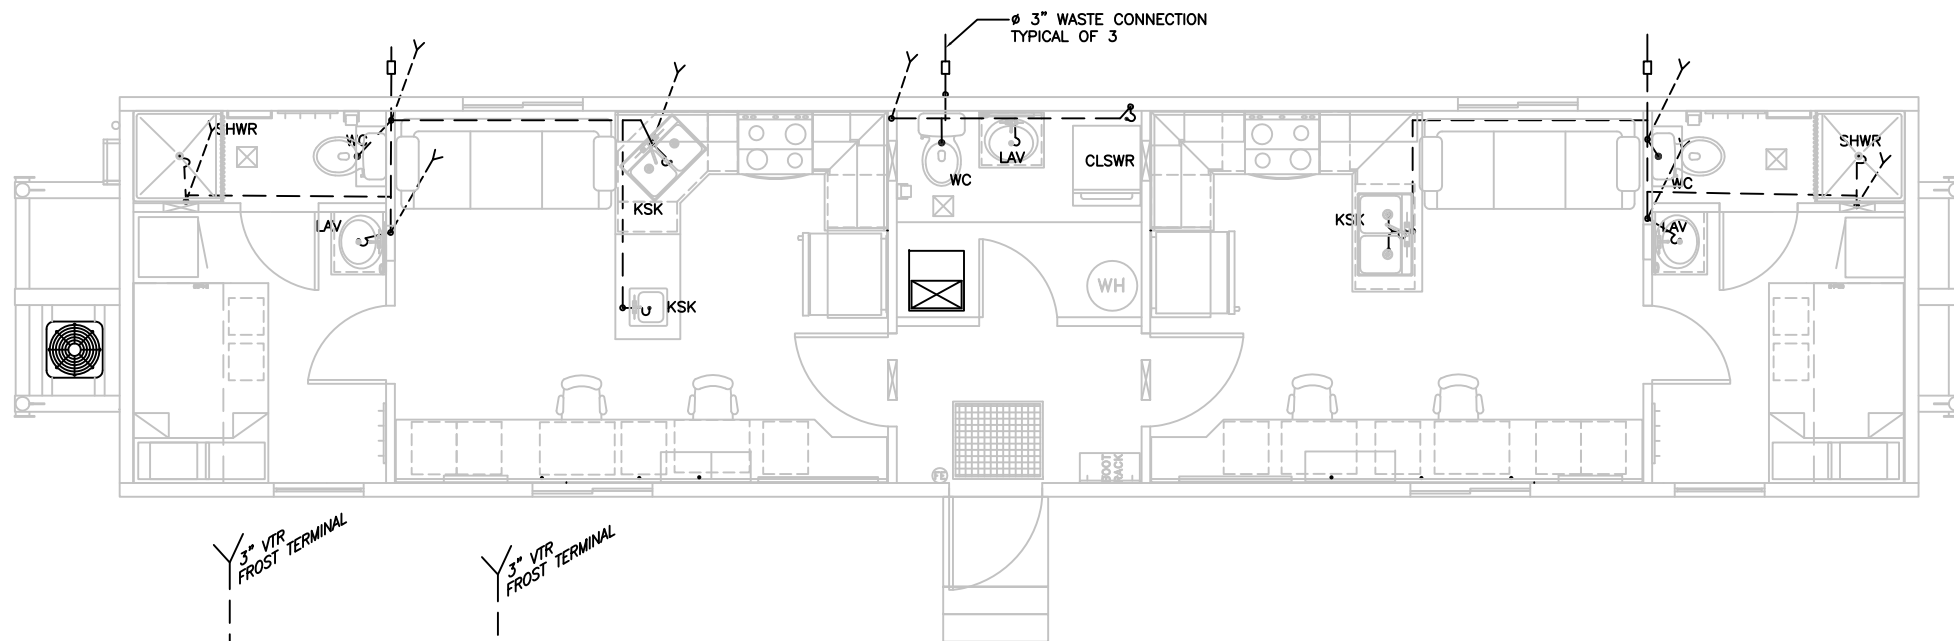 ø 3" WASTE CONNECTION
TYPICAL OF 3
SHWR
WC
LAV
KSK
KSK
WC
LAV
CLSWR
WH
KSK
SHWR
WC
LAV
FE
BOOT
RACK
3" VTR
FROST TERMINAL
3" VTR
FROST TERMINAL